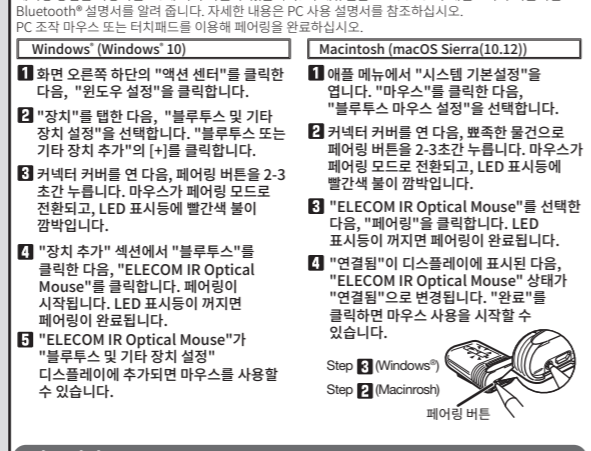 Bluetooth® 설명서를 알려 줍니다. 자세한 내용은 PC 사용 설명서를 참조하십시오.
PC 조작 마우스 또는 터치패드를 이용해 페어링을 완료하십시오.
Windows® (Windows® 10)
1 화면 오른쪽 하단의 "액션 센터"를 클릭한
다음, "윈도우 설정"을 클릭합니다.
2 "장치"를 탭한 다음, "블루투스 및 기타
장치 설정"을 선택합니다. "블루투스 또는
기타 장치 추가"의 [+]를 클릭합니다.
3 커넥터 커버를 연 다음, 페어링 버튼을 2-3
초간 누릅니다. 마우스가 페어링 모드로
전환되고, LED 표시등에 빨간색 불이
깜박입니다.
4 "장치 추가" 섹션에서 "블루투스"를
클릭한 다음, "ELECOM IR Optical
Mouse"를 클릭합니다. 페어링이
시작됩니다. LED 표시등이 꺼지면
페어링이 완료됩니다.
5 "ELECOM IR Optical Mouse"가
"블루투스 및 기타 장치 설정"
디스플레이에 추가되면 마우스를 사용할
수 있습니다.
Macintosh (macOS Sierra(10.12))
1 애플 메뉴에서 "시스템 기본설정"을
엽니다. "마우스"를 클릭한 다음,
"블루투스 마우스 설정"을 선택합니다.
2 커넥터 커버를 연 다음, 뾰족한 물건으로
페어링 버튼을 2-3초간 누릅니다. 마우스가
페어링 모드로 전환되고, LED 표시등에
빨간색 불이 깜박입니다.
3 "ELECOM IR Optical Mouse"를 선택한
다음, "페어링"을 클릭합니다. LED
표시등이 꺼지면 페어링이 완료됩니다.
4 "연결됨"이 디스플레이에 표시된 다음,
"ELECOM IR Optical Mouse" 상태가
"연결됨"으로 변경됩니다. "완료"를
클릭하면 마우스 사용을 시작할 수
있습니다.
Step 3 (Windows®)
Step 2 (Macinrosh)
페어링 버튼